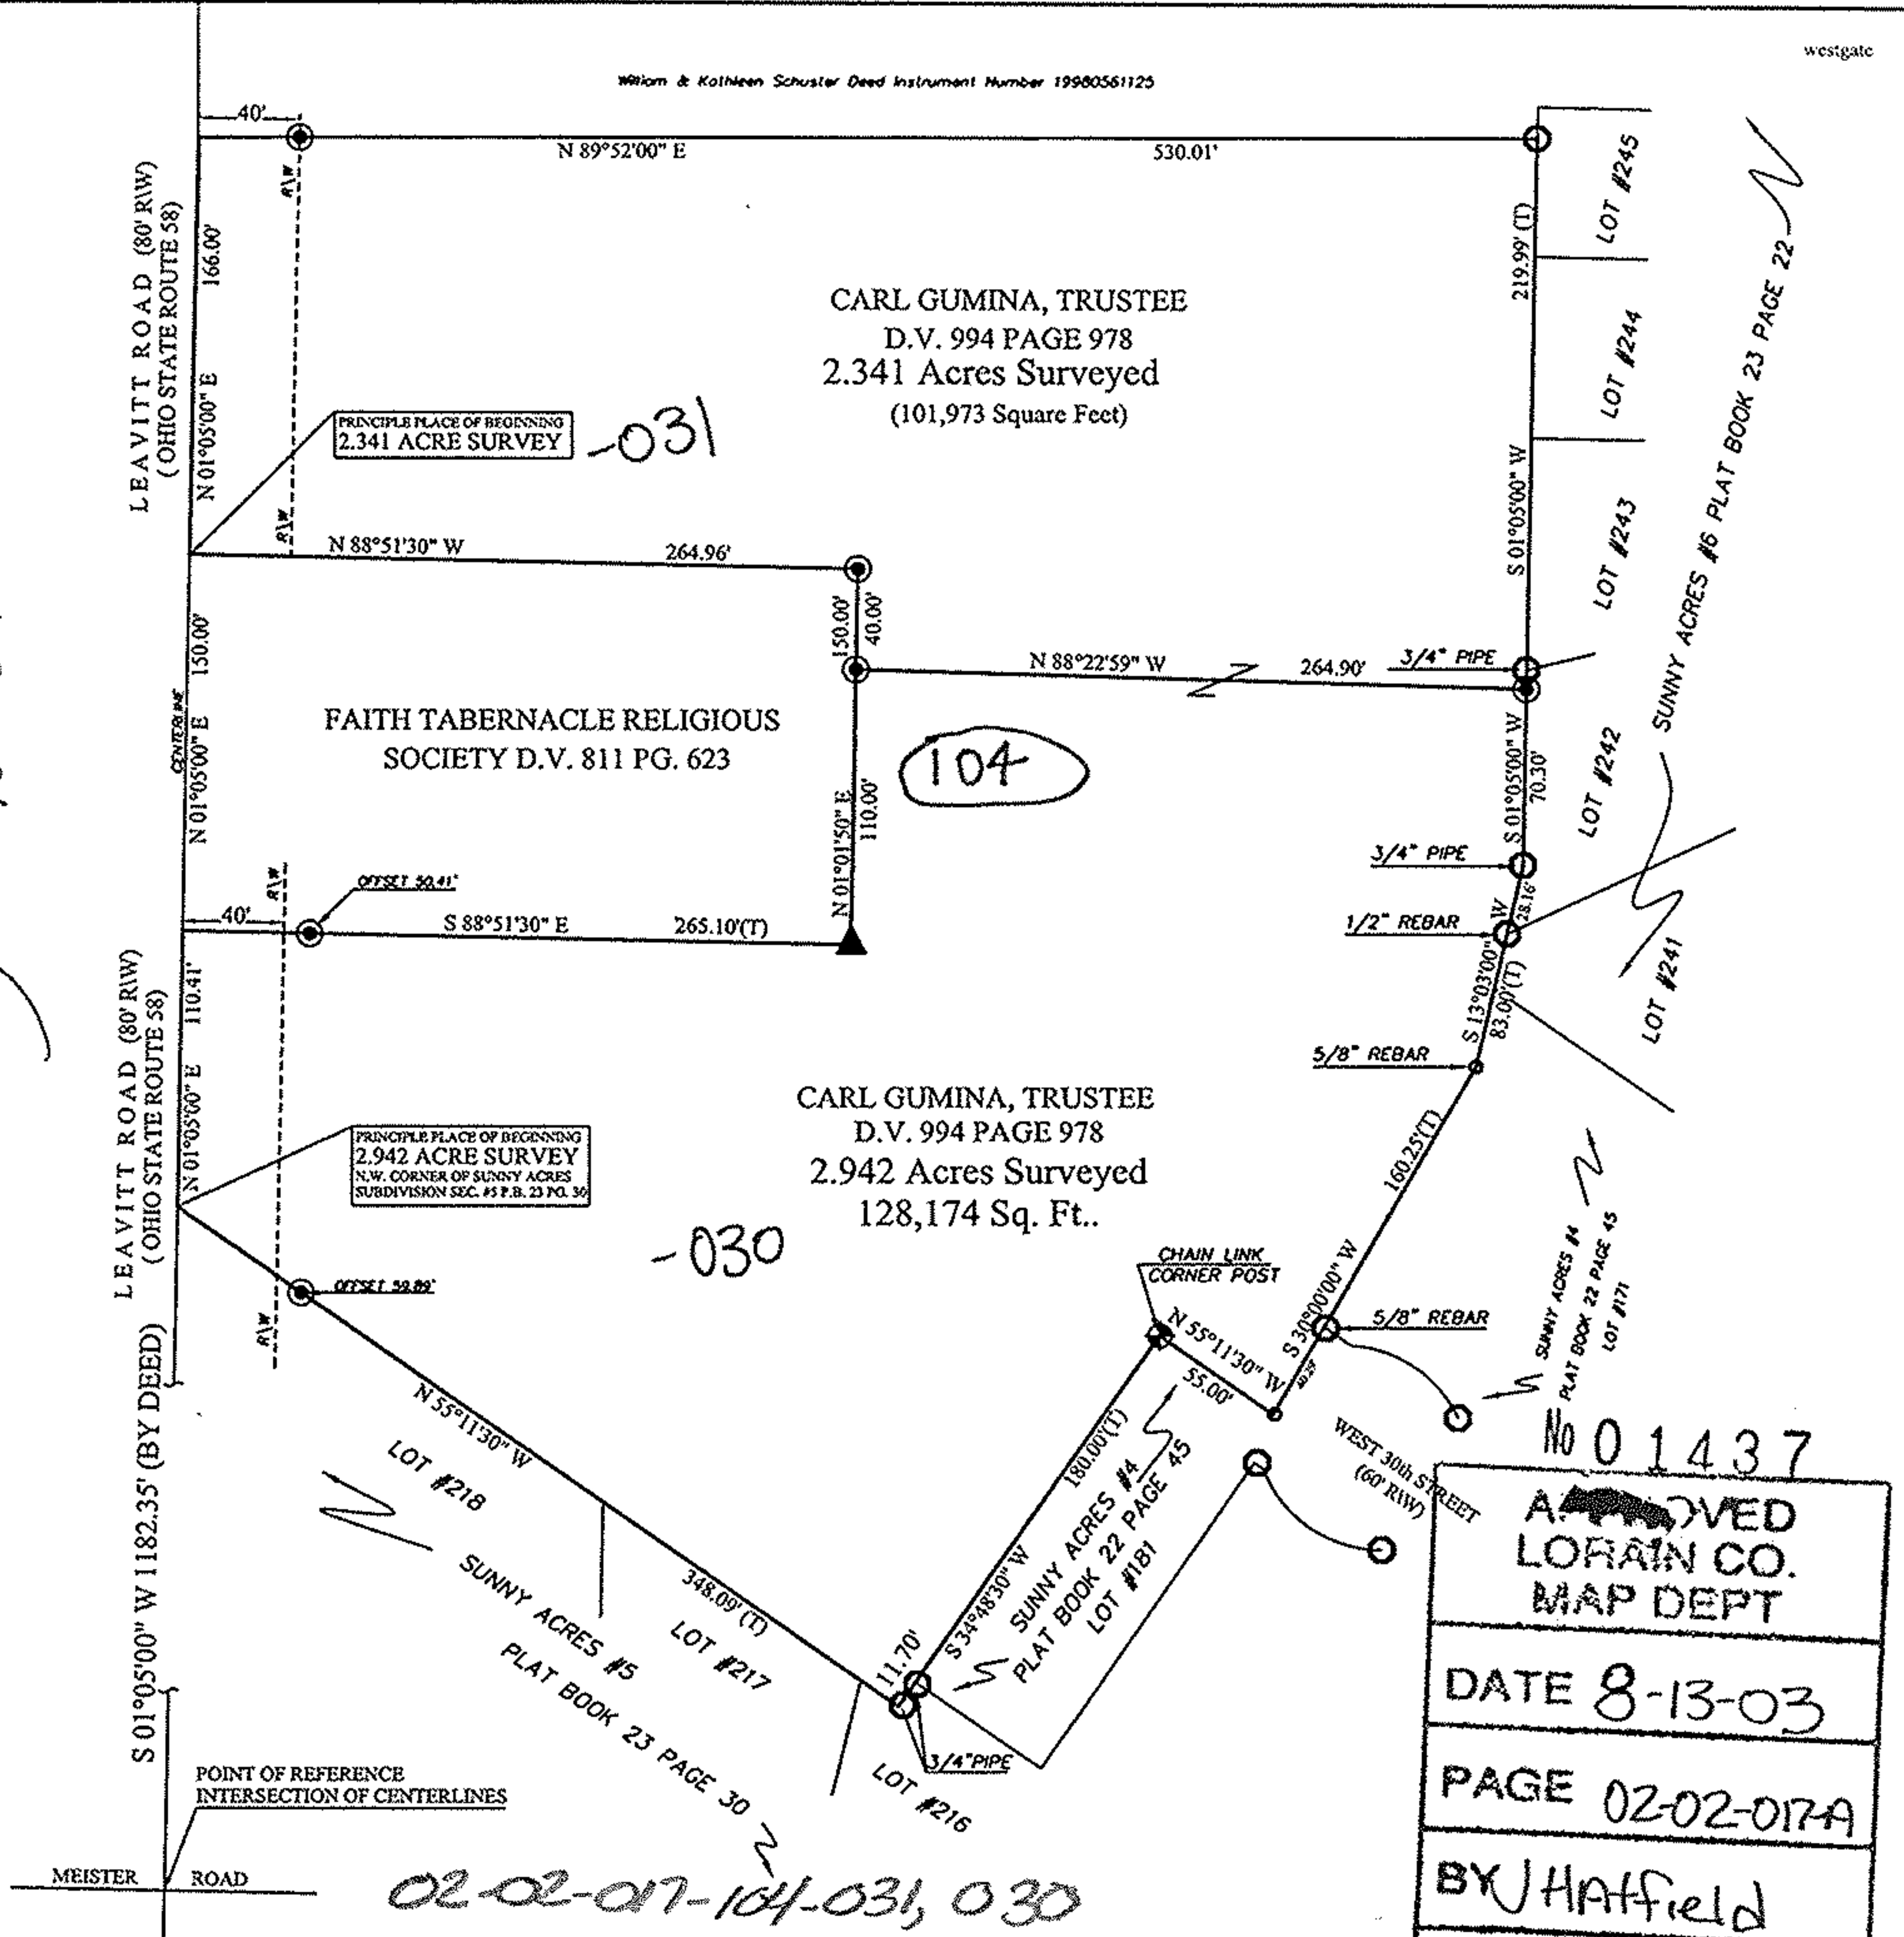 westgate
William & Kathleen Schuster Deed Instrument Number 19980561125
40'
N 89°52'00" E
530.01'
R\W
R\W
LEAVITT ROAD (80' R\W)
( OHIO STATE ROUTE 58)
166.00'
N 01°05'00" E
219.99' (T)
S 01°05'00" W
LOT #245
LOT #244
LOT #243
LOT #242
LOT #241
SUNNY ACRES #6 PLAT BOOK 23 PAGE 22
CARL GUMINA, TRUSTEE
D.V. 994 PAGE 978
2.341 Acres Surveyed
(101,973 Square Feet)
PRINCIPLE PLACE OF BEGINNING
2.341 ACRE SURVEY
-031
N 88°51'30" W
264.96'
150.00'
40.00'
N 88°22'59" W
264.90'
3/4" PIPE
CENTERLINE
N 01°05'00" E
150.00'
FAITH TABERNACLE RELIGIOUS
SOCIETY D.V. 811 PG. 623
104
N 01°01'50" E
110.00'
S 01°05'00" W
70.30'
3/4" PIPE
28.16'
1/2" REBAR
S 13°03'00" W
83.00'(T)
5/8" REBAR
R\W
OFFSET 50.41'
40'
S 88°51'30" E
265.10'(T)
LEAVITT ROAD (80' R\W)
( OHIO STATE ROUTE 58)
110.41'
N 01°05'00" E
CARL GUMINA, TRUSTEE
D.V. 994 PAGE 978
2.942 Acres Surveyed
128,174 Sq. Ft..
PRINCIPLE PLACE OF BEGINNING
2.942 ACRE SURVEY
N.W. CORNER OF SUNNY ACRES
SUBDIVISION SEC. #5 P.B. 23 PG. 30
-030
160.25'(T)
S 30°00'00" W
CHAIN LINK
CORNER POST
5/8" REBAR
N 55°11'30" W
55.00'
SUNNY ACRES #4
PLAT BOOK 22 PAGE 45
LOT #171
OFFSET 59.89'
R\W
N 55°11'30" W
348.09' (T)
LOT #218
LOT #217
LOT #216
SUNNY ACRES #5
PLAT BOOK 23 PAGE 30
180.00'(T)
S 34°48'30" W
11.70'
SUNNY ACRES #4
PLAT BOOK 22 PAGE 45
LOT #181
3/4"PIPE
WEST 30th STREET
(60' R\W)
S 01°05'00" W 1182.35' (BY DEED)
POINT OF REFERENCE
INTERSECTION OF CENTERLINES
MEISTER ROAD
02-02-017-104-031, 030
No 01437
LORAIN CO.
MAP DEPT
DATE 8-13-03
PAGE 02-02-017-A
BY J HAtfield